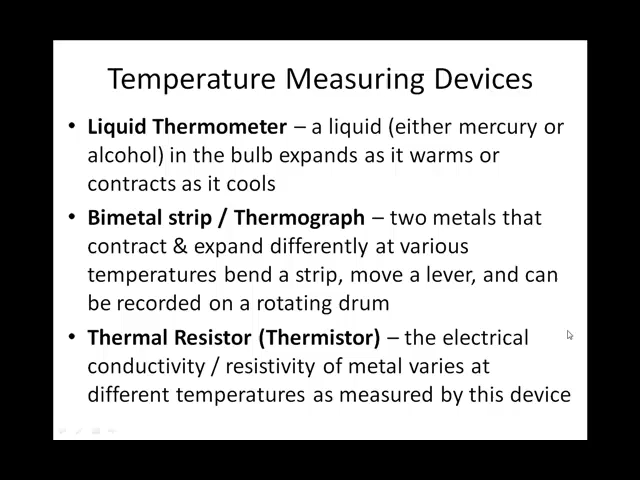 Temperature Measuring Devices
• Liquid Thermometer – a liquid (either mercury or
alcohol) in the bulb expands as it warms or
contracts as it cools
• Bimetal strip / Thermograph – two metals that
contract & expand differently at various
temperatures bend a strip, move a lever, and can
be recorded on a rotating drum
• Thermal Resistor (Thermistor) – the electrical
conductivity / resistivity of metal varies at
different temperatures as measured by this device